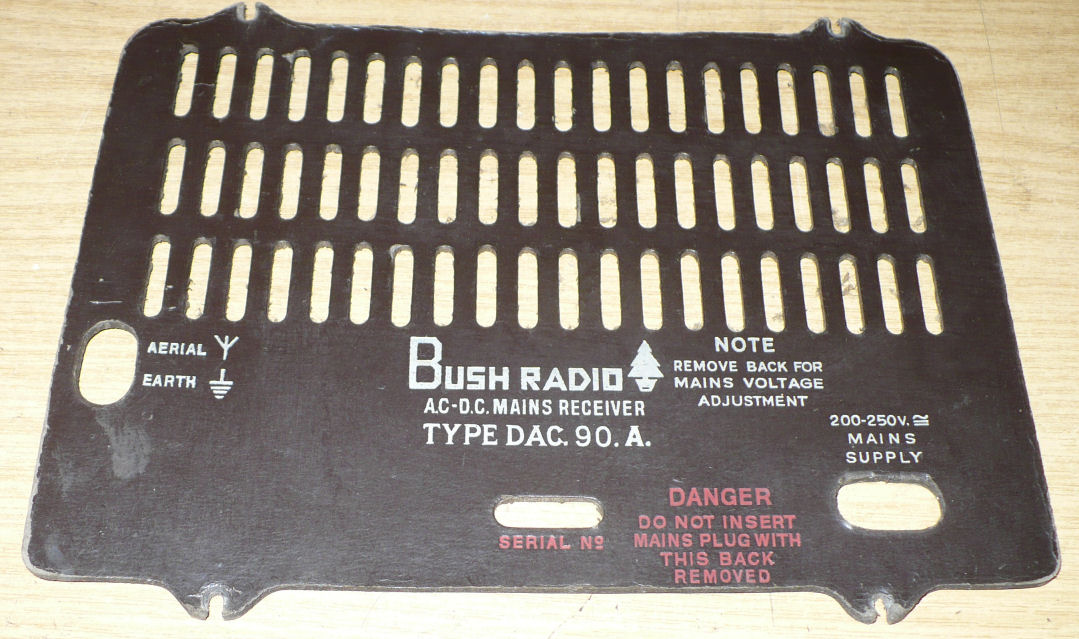 AERIAL
EARTH
BUSH RADIO
A.C-D.C. MAINS RECEIVER
TYPE DAC. 90. A.
NOTE
REMOVE BACK FOR
MAINS VOLTAGE
ADJUSTMENT
200-250V. ≅
MAINS
SUPPLY
SERIAL Nº
DANGER
DO NOT INSERT
MAINS PLUG WITH
THIS BACK
REMOVED